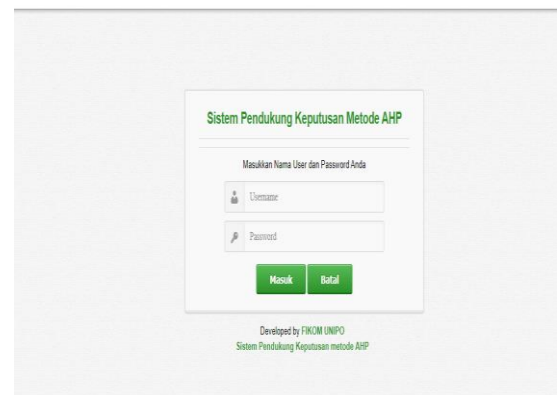 Sistem Pendukung Keputusan Metode AHP
Masukkan Nama User dan Password Anda
Username
Password
Masuk Batal
Developed by FIKOM UNIPO
Sistem Pendukung Keputusan metode AHP